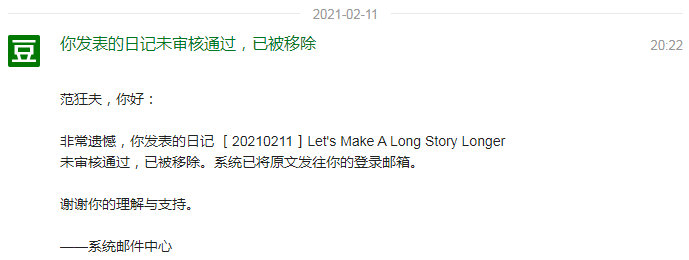 2021-02-11
豆
你发表的日记未审核通过，已被移除
20:22
范狂夫，你好：
非常遗憾，你发表的日记［20210211］Let's Make A Long Story Longer
未审核通过，已被移除。系统已将原文发往你的登录邮箱。
谢谢你的理解与支持。
——系统邮件中心